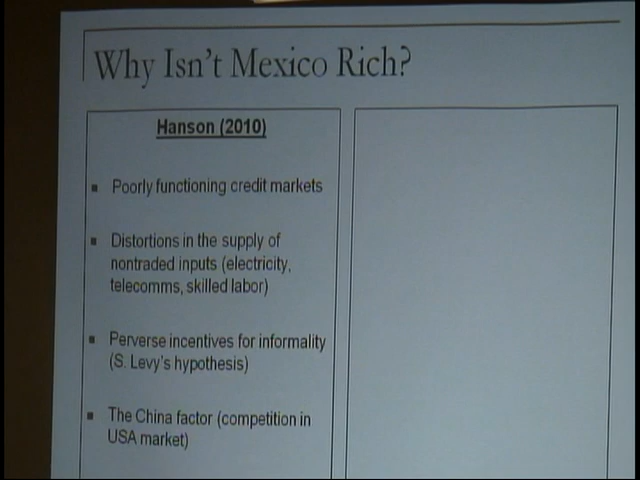 Why Isn't Mexico Rich?
Hanson (2010)
▪ Poorly functioning credit markets
▪ Distortions in the supply of
nontraded inputs (electricity,
telecomms, skilled labor)
▪ Perverse incentives for informality
(S. Levy's hypothesis)
▪ The China factor (competition in
USA market)